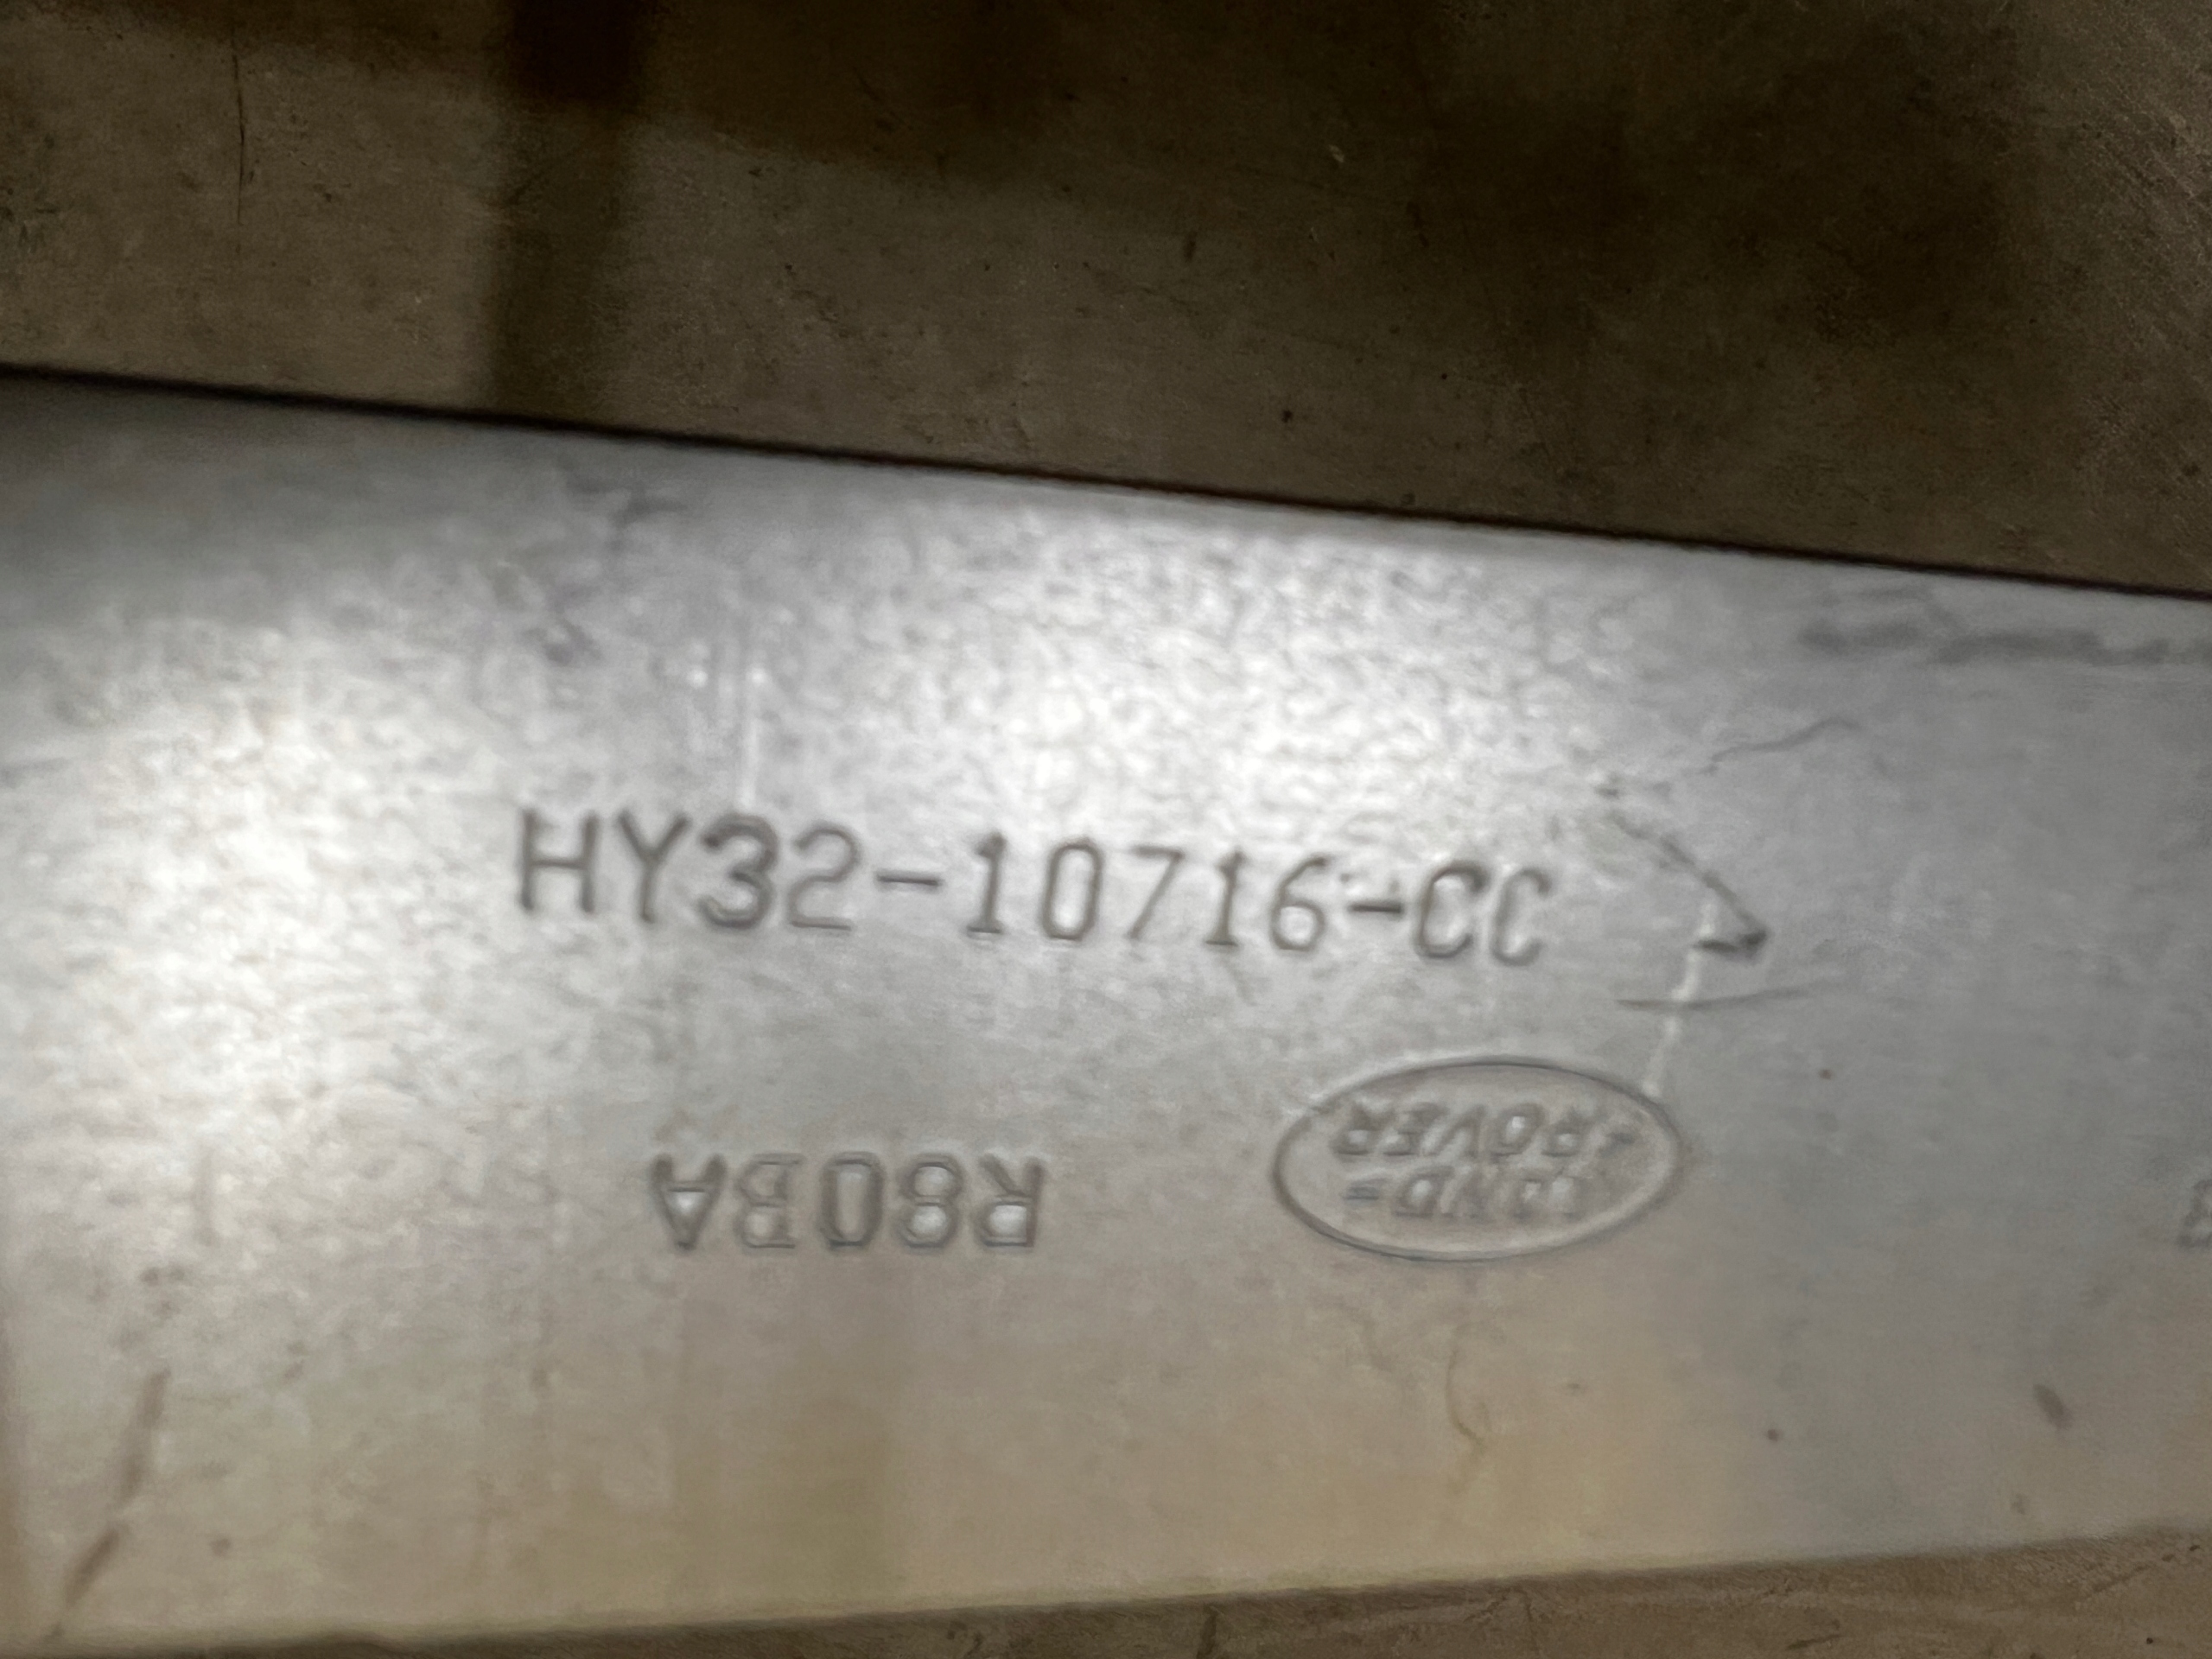 HY32-10716-CC
R80BA
LAND-
-ROVER